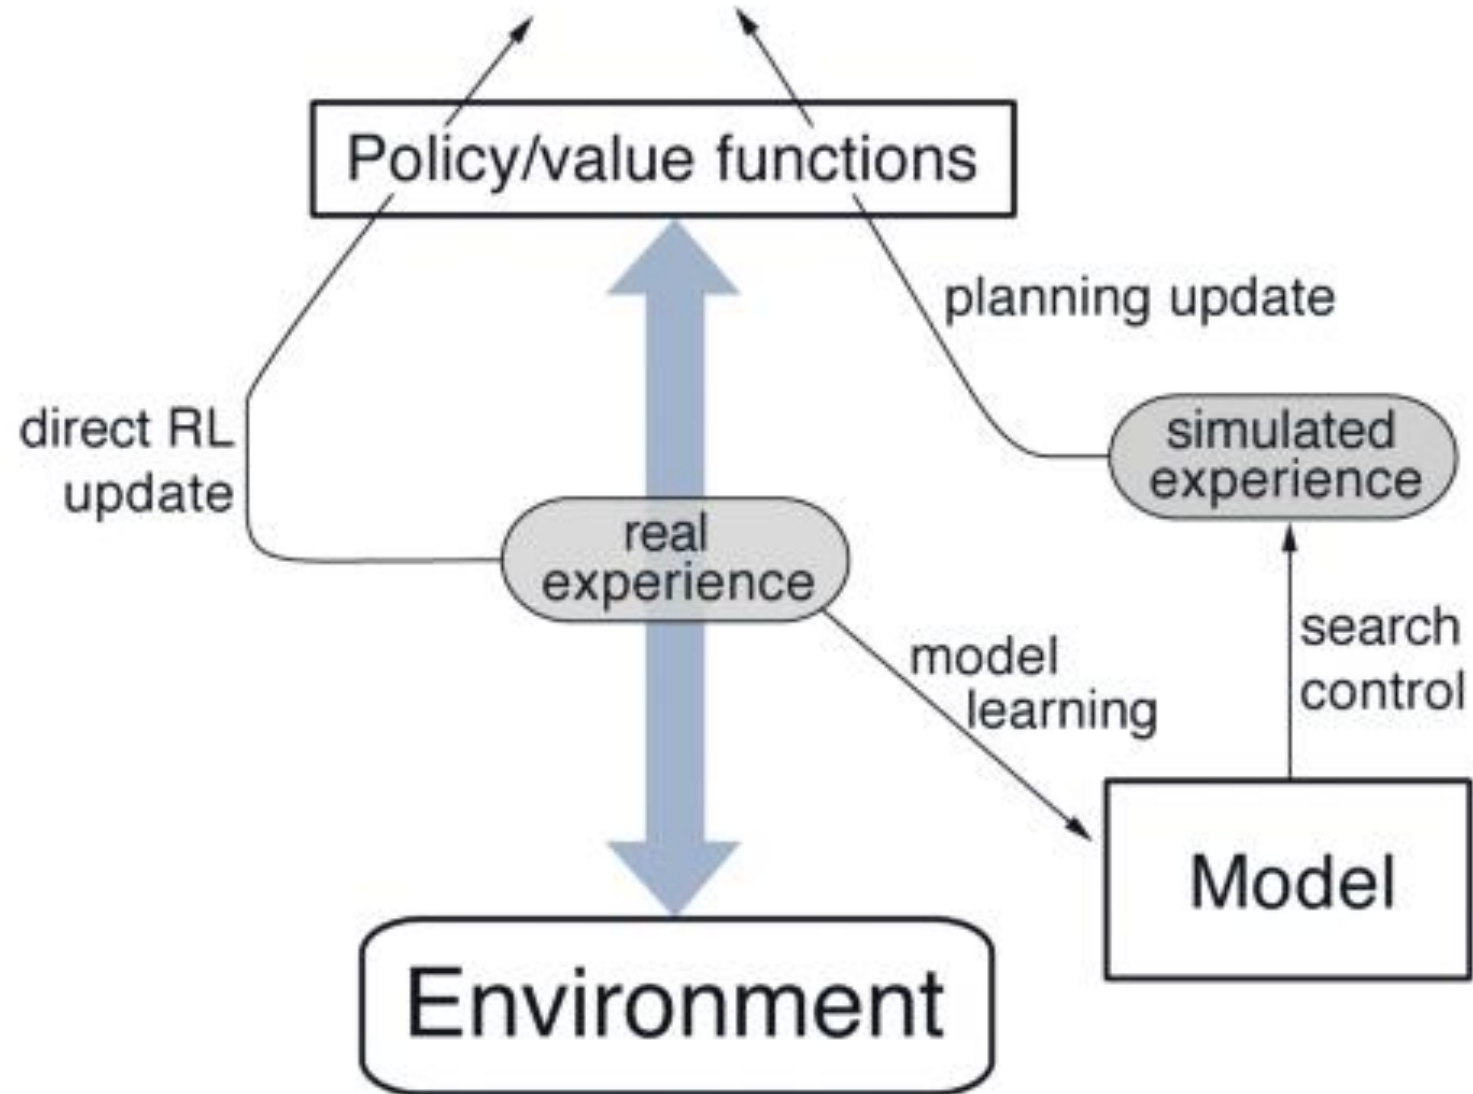 Policy/value functions
planning update
direct RL
update
simulated
experience
real
experience
model
learning
search
control
Model
Environment